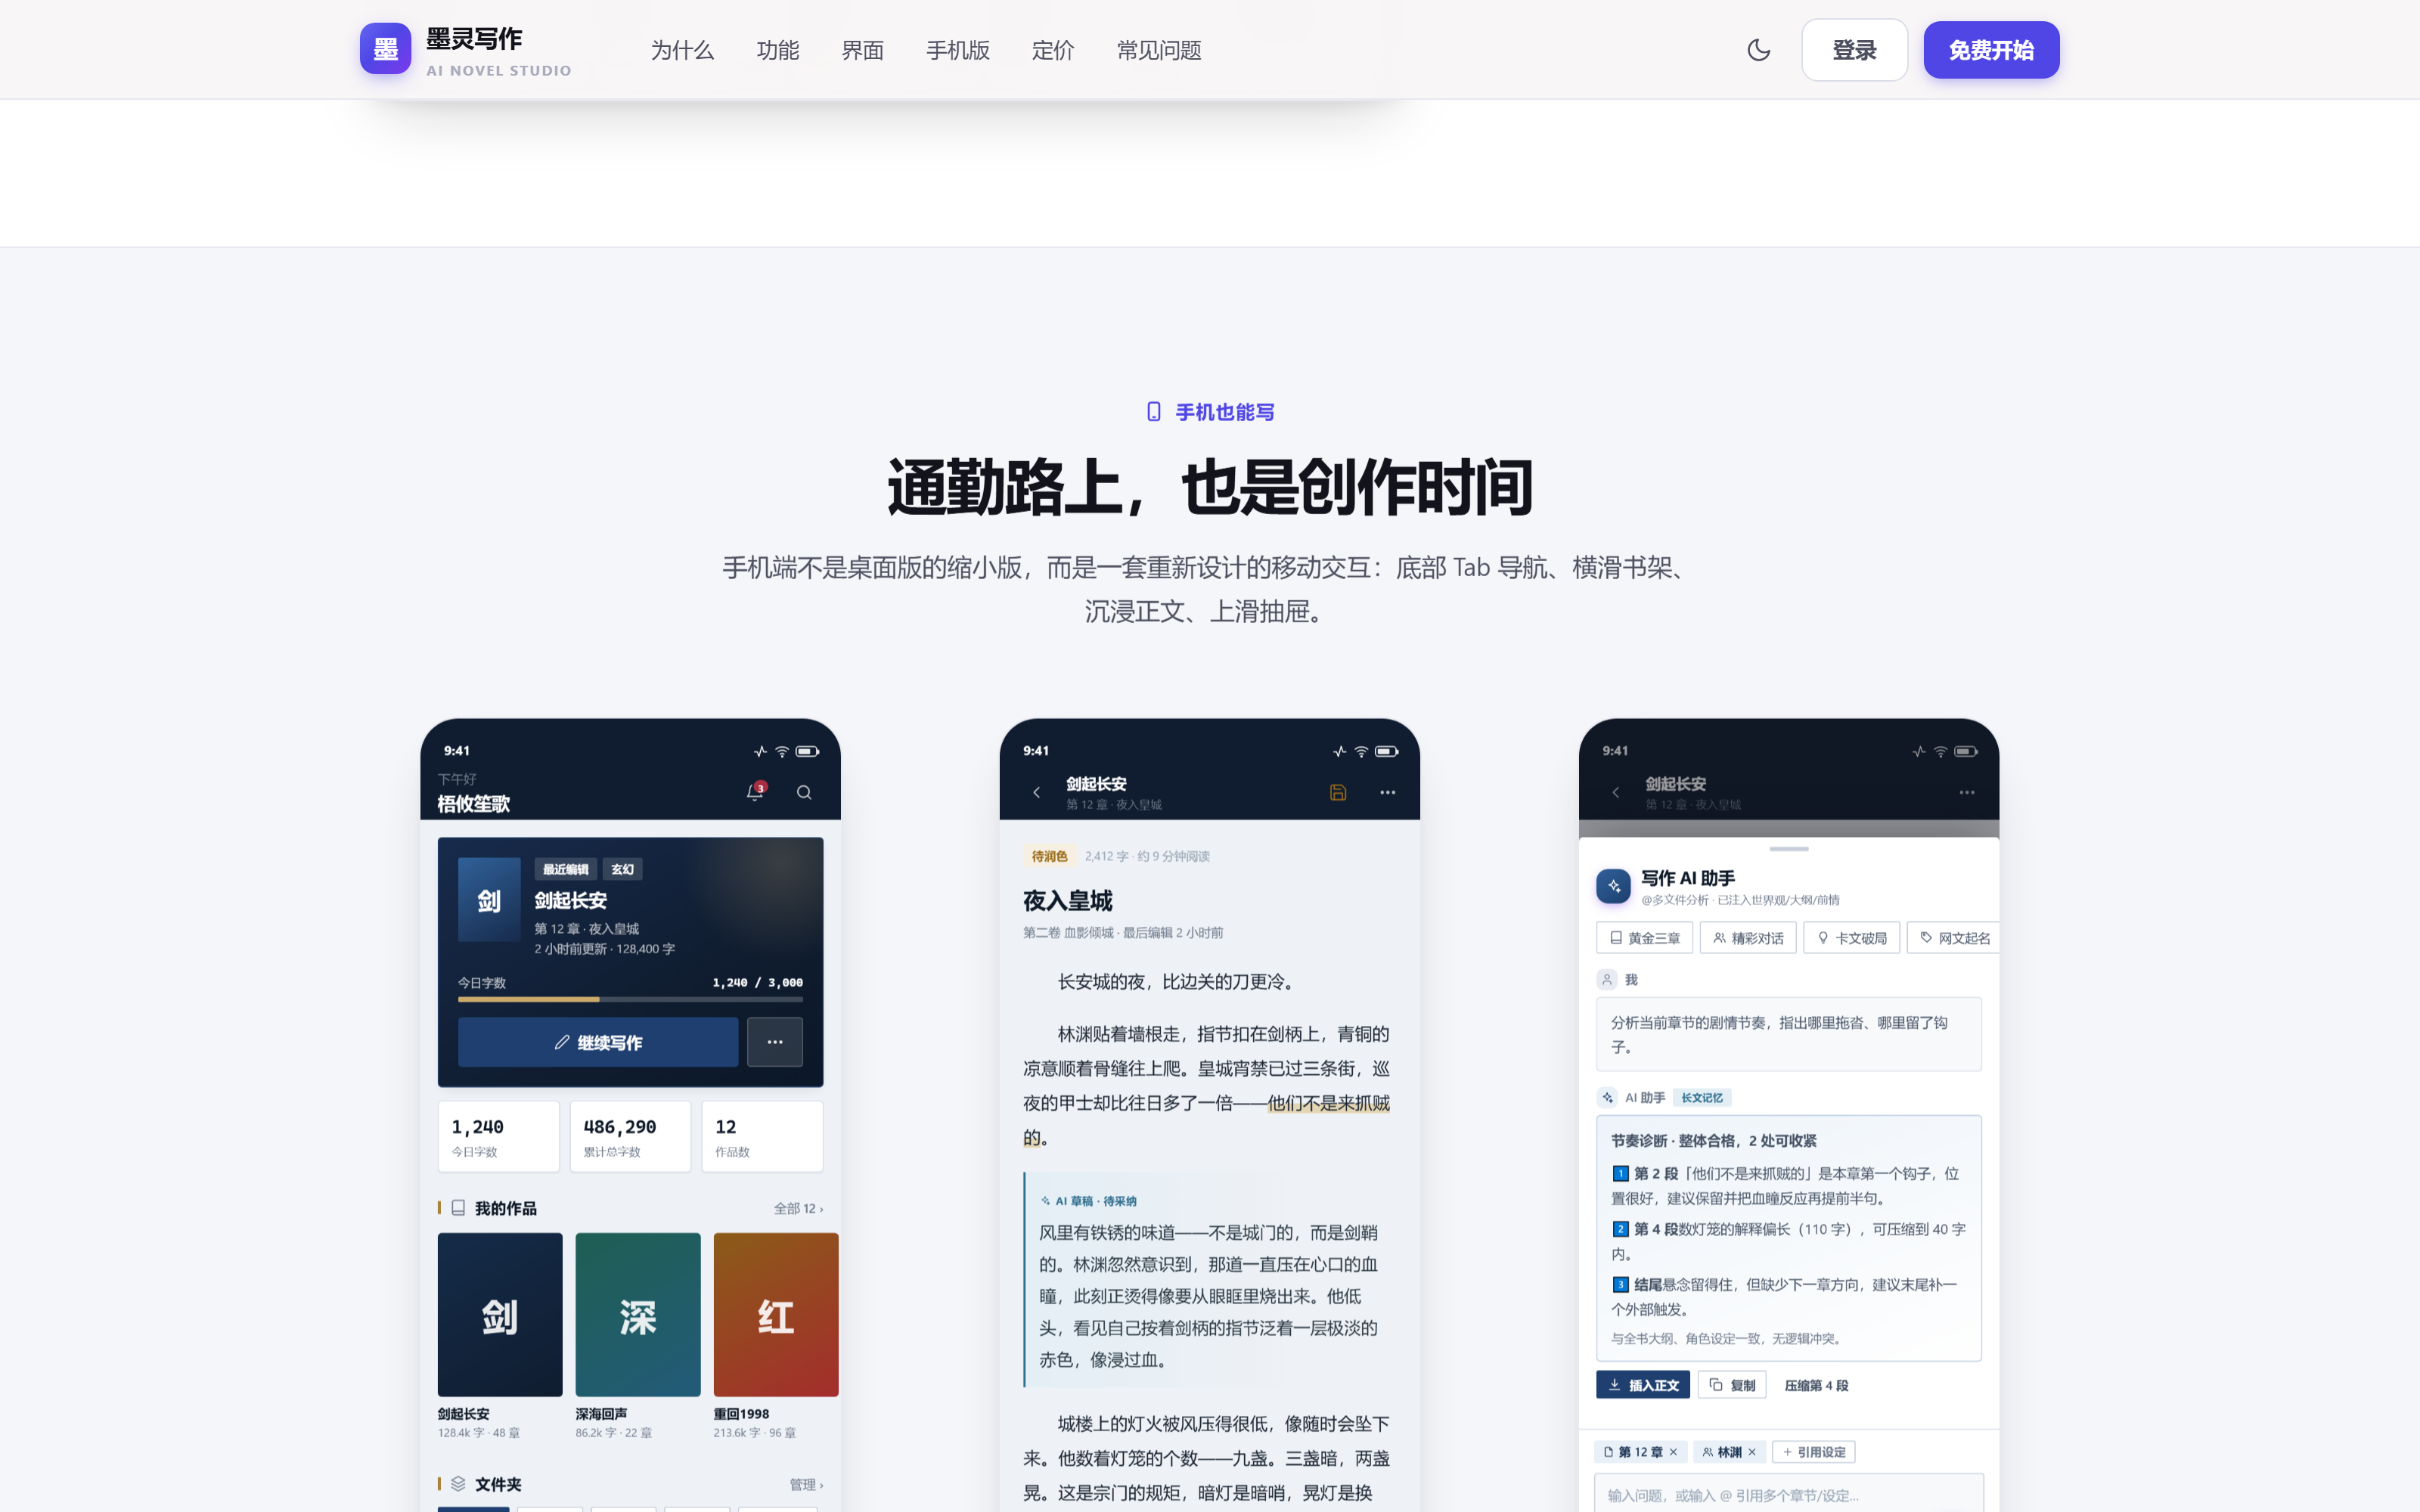 墨
墨灵写作
AI NOVEL STUDIO
为什么
功能
界面
手机版
定价
常见问题
登录
免费开始
手机也能写
通勤路上，也是创作时间
手机端不是桌面版的缩小版，而是一套重新设计的移动交互：底部 Tab 导航、横滑书架、
沉浸正文、上滑抽屉。
9:41
下午好
梧攸笙歌
3
剑
最近编辑
玄幻
剑起长安
第 12 章 · 夜入皇城
2 小时前更新 · 128,400 字
今日字数
1,240 / 3,000
继续写作
1,240
今日字数
486,290
累计总字数
12
作品数
我的作品
全部 12 ›
剑
深
红
剑起长安
128.4k 字 · 48 章
深海回声
86.2k 字 · 22 章
重回1998
213.6k 字 · 96 章
文件夹
管理 ›
9:41
剑起长安
第 12 章 · 夜入皇城
待润色
2,412 字 · 约 9 分钟阅读
夜入皇城
第二卷 血影倾城 · 最后编辑 2 小时前
长安城的夜，比边关的刀更冷。
林渊贴着墙根走，指节扣在剑柄上，青铜的
凉意顺着骨缝往上爬。皇城宵禁已过三条街，巡
夜的甲士却比往日多了一倍——他们不是来抓贼
的。
AI 草稿 · 待采纳
风里有铁锈的味道——不是城门的，而是剑鞘
的。林渊忽然意识到，那道一直压在心口的血
瞳，此刻正烫得像要从眼眶里烧出来。他低
头，看见自己按着剑柄的指节泛着一层极淡的
赤色，像浸过血。
城楼上的灯火被风压得很低，像随时会坠下
来。他数着灯笼的个数——九盏。三盏暗，两盏
晃。这是宗门的规矩，暗灯是暗哨，晃灯是换
9:41
剑起长安
第 12 章 · 夜入皇城
写作 AI 助手
@多文件分析 · 已注入世界观/大纲/前情
黄金三章
精彩对话
卡文破局
网文起名
我
分析当前章节的剧情节奏，指出哪里拖沓、哪里留了钩
子。
AI 助手
长文记忆
节奏诊断 · 整体合格，2 处可收紧
1 第 2 段「他们不是来抓贼的」是本章第一个钩子，位
置很好，建议保留并把血瞳反应再提前半句。
2 第 4 段数灯笼的解释偏长（110 字），可压缩到 40 字
内。
3 结尾悬念留得住，但缺少下一章方向，建议末尾补一
个外部触发。
与全书大纲、角色设定一致，无逻辑冲突。
插入正文
复制
压缩第 4 段
第 12 章 ×
林渊 ×
+ 引用设定
输入问题，或输入 @ 引用多个章节/设定...